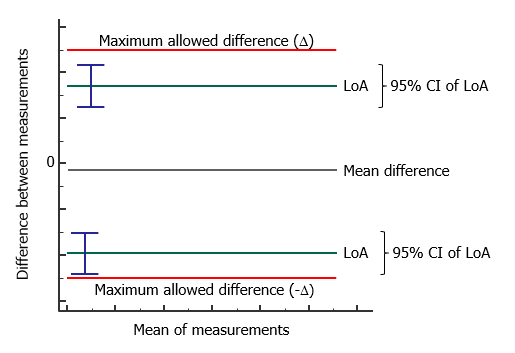 Maximum allowed difference (Δ)
LoA
95% CI of LoA
Difference between measurements
0
Mean difference
LoA
95% CI of LoA
Maximum allowed difference (-Δ)
Mean of measurements